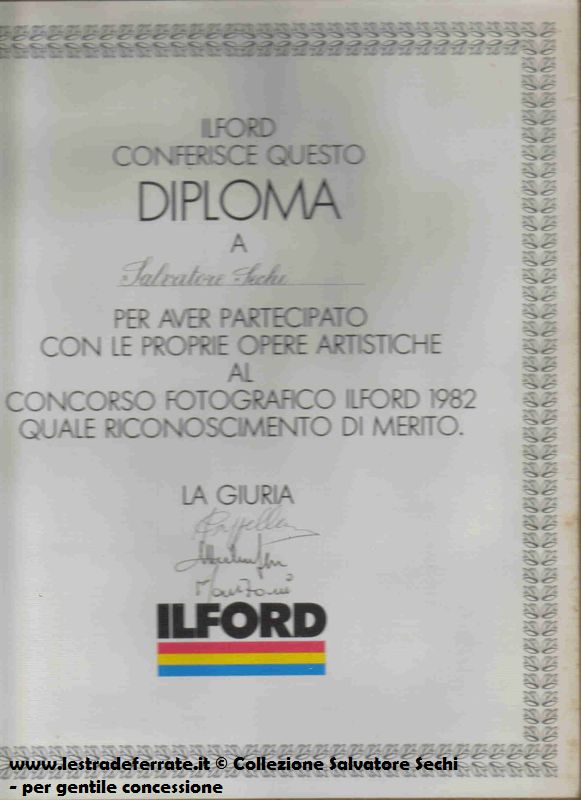 ILFORD
CONFERISCE QUESTO
DIPLOMA
A
Salvatore Sechi
PER AVER PARTECIPATO
CON LE PROPRIE OPERE ARTISTICHE
AL
CONCORSO FOTOGRAFICO ILFORD 1982
QUALE RICONOSCIMENTO DI MERITO.
LA GIURIA
ILFORD
www.lestradeferrate.it © Collezione Salvatore Sechi
- per gentile concessione